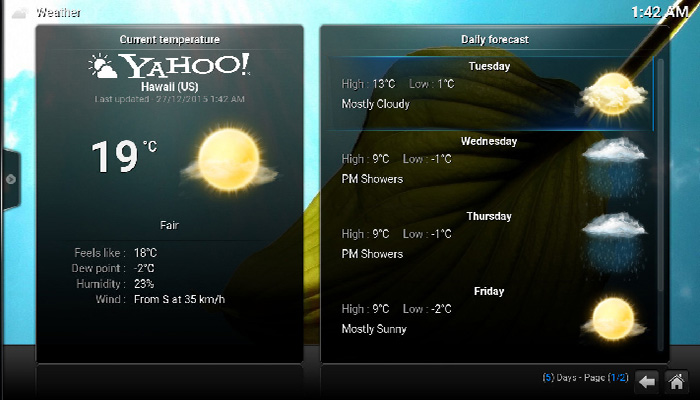 Weather
1:42 AM
Current temperature
YAHOO!
Hawaii (US)
Last updated - 27/12/2015 1:42 AM
19 °C
Fair
Feels like : 18°C
Dew point : -2°C
Humidity : 23%
Wind : From S at 35 km/h
Daily forecast
Tuesday
High : 13°C Low : 1°C
Mostly Cloudy
Wednesday
High : 9°C Low : -1°C
PM Showers
Thursday
High : 9°C Low : -1°C
PM Showers
Friday
High : 9°C Low : -2°C
Mostly Sunny
(5) Days - Page (1/2)